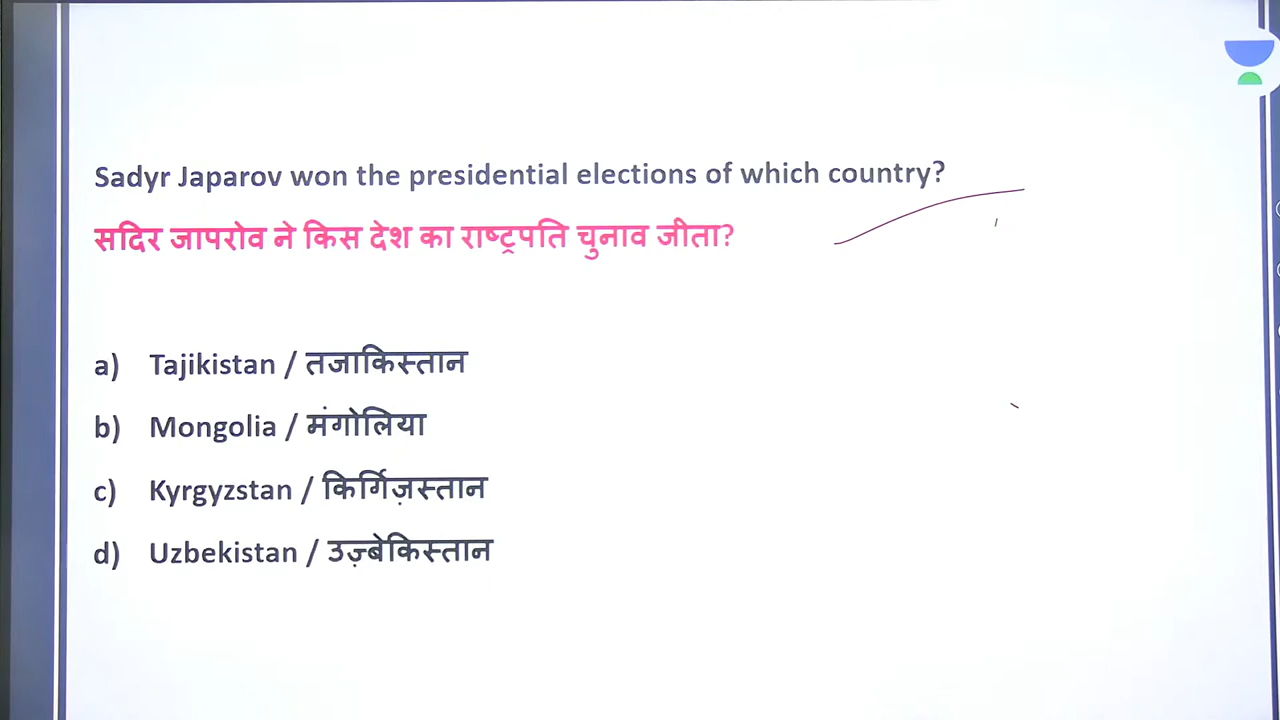 Sadyr Japarov won the presidential elections of which country?
सदिर जापरोव ने किस देश का राष्ट्रपति चुनाव जीता?
a) Tajikistan / तजाकिस्तान
b) Mongolia / मंगोलिया
c) Kyrgyzstan / किर्गिज़स्तान
d) Uzbekistan / उज़्बेकिस्तान